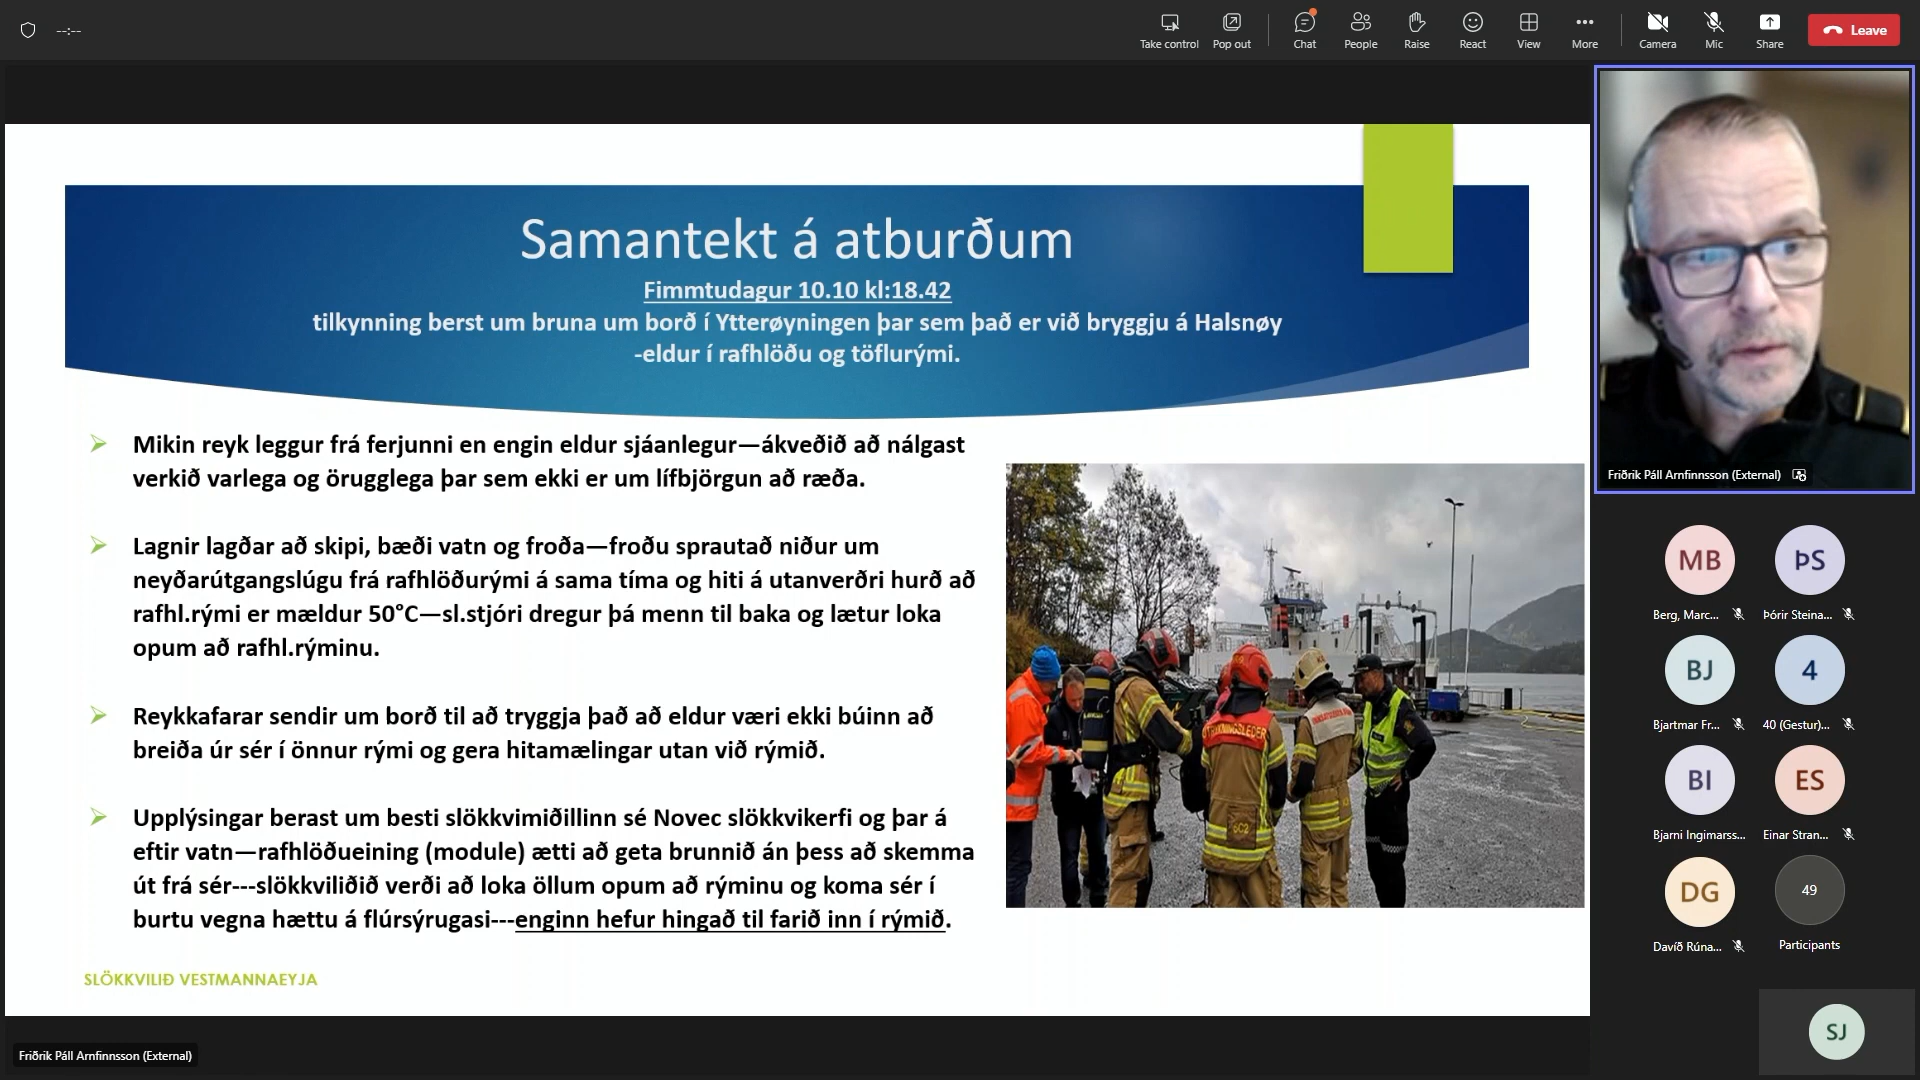 --:--
Take control
Pop out
Chat
People
Raise
React
View
More
Camera
Mic
Share
Leave
Samantekt á atburðum
Fimmtudagur 10.10 kl:18.42
tilkynning berst um bruna um borð í Ytterøyningen þar sem það er við bryggju á Halsnøy
-eldur í rafhlöðu og töflurými.
Mikin reyk leggur frá ferjunni en engin eldur sjáanlegur—ákveðið að nálgast
verkið varlega og örugglega þar sem ekki er um lífbjörgun að ræða.
Lagnir lagðar að skipi, bæði vatn og froða—froðu sprautað niður um
neyðarútgangslúgu frá rafhlöðurými á sama tíma og hiti á utanverðri hurð að
rafhl.rými er mældur 50°C—sl.stjóri dregur þá menn til baka og lætur loka
opum að rafhl.rýminu.
Reykkafarar sendir um borð til að tryggja það að eldur væri ekki búinn að
breiða úr sér í önnur rými og gera hitamælingar utan við rýmið.
Upplýsingar berast um besti slökkvimiðillinn sé Novec slökkvikerfi og þar á
eftir vatn—rafhlöðueining (module) ætti að geta brunnið án þess að skemma
út frá sér---slökkviliðið verði að loka öllum opum að rýminu og koma sér í
burtu vegna hættu á flúrsýrugasi---enginn hefur hingað til farið inn í rýmið.
SLÖKKVILIÐ VESTMANNAEYJA
Friðrik Páll Arnfinnsson (External)
Friðrik Páll Arnfinnsson (External)
MB
ÞS
Berg, Marc...
Þórir Steina...
BJ
4
Bjartmar Fr...
40 (Gestur)...
BI
ES
Bjarni Ingimarss...
Einar Stran...
DG
49
Davíð Rúna...
Participants
SJ